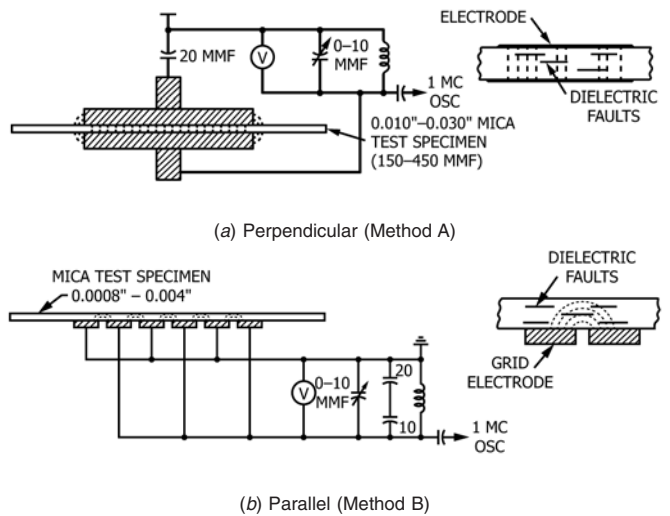 ELECTRODE
20 MMF
V
0–10
MMF
1 MC
OSC
DIELECTRIC
FAULTS
0.010"–0.030" MICA
TEST SPECIMEN
(150–450 MMF)
(a) Perpendicular (Method A)
MICA TEST SPECIMEN
0.0008" – 0.004"
DIELECTRIC
FAULTS
V
0–10
MMF
20
10
1 MC
OSC
GRID
ELECTRODE
(b) Parallel (Method B)